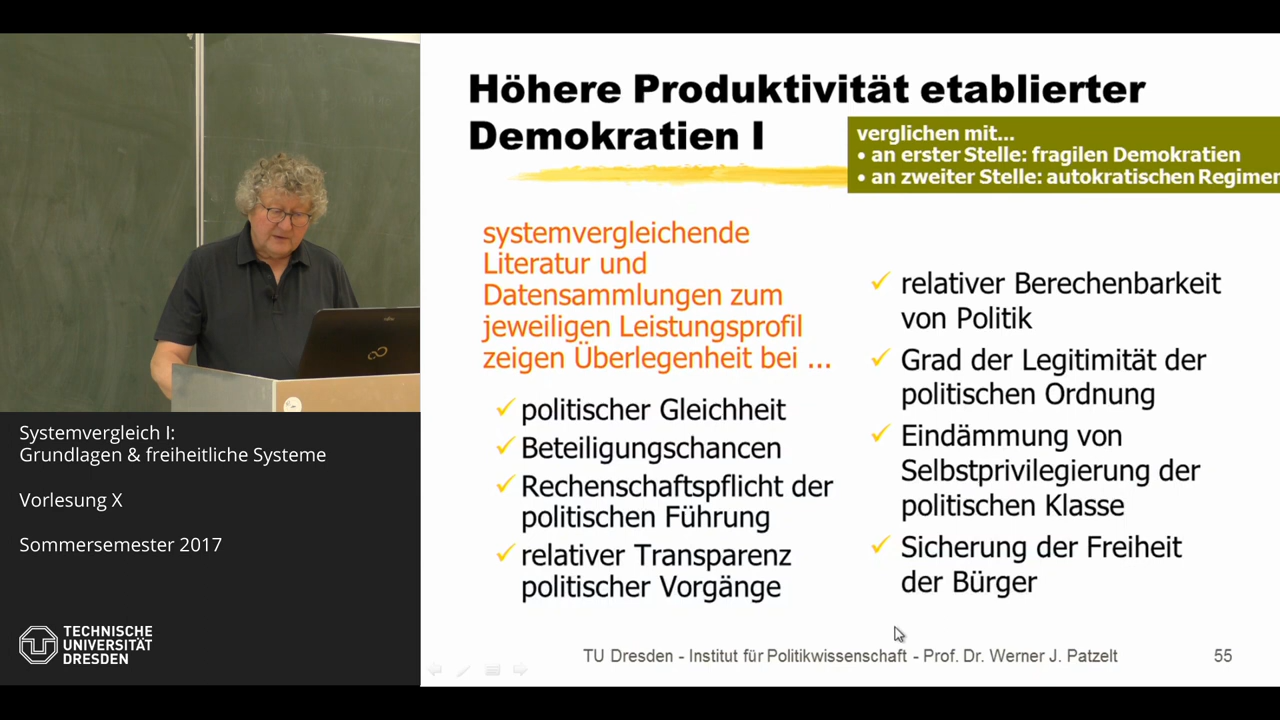 Höhere Produktivität etablierter
Demokratien I
verglichen mit...
• an erster Stelle: fragilen Demokratien
• an zweiter Stelle: autokratischen Regimen
systemvergleichende
Literatur und
Datensammlungen zum
jeweiligen Leistungsprofil
zeigen Überlegenheit bei ...
politischer Gleichheit
Beteiligungschancen
Rechenschaftspflicht der
politischen Führung
relativer Transparenz
politischer Vorgänge
relativer Berechenbarkeit
von Politik
Grad der Legitimität der
politischen Ordnung
Eindämmung von
Selbstprivilegierung der
politischen Klasse
Sicherung der Freiheit
der Bürger
TU Dresden - Institut für Politikwissenschaft - Prof. Dr. Werner J. Patzelt
55
Systemvergleich I:
Grundlagen & freiheitliche Systeme
Vorlesung X
Sommersemester 2017
TECHNISCHE
UNIVERSITÄT
DRESDEN